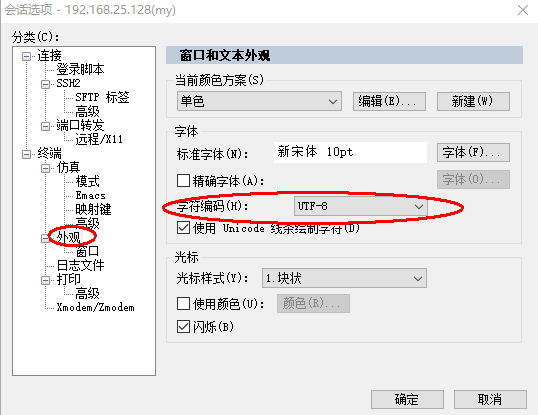 会话选项 - 192.168.25.128(my)
分类(C):
连接
登录脚本
SSH2
SFTP 标签
高级
端口转发
远程/X11
终端
仿真
模式
Emacs
映射键
高级
外观
窗口
日志文件
打印
高级
Xmodem/Zmodem
窗口和文本外观
当前颜色方案(S)
单色
编辑(E)...
新建(W)
字体
标准字体(N):
新宋体 10pt
字体(F)...
精确字体(A):
字体(O)...
字符编码(H):
UTF-8
使用 Unicode 线条绘制字符(D)
光标
光标样式(Y):
1.块状
使用颜色(U):
颜色(R)...
闪烁(B)
确定
取消